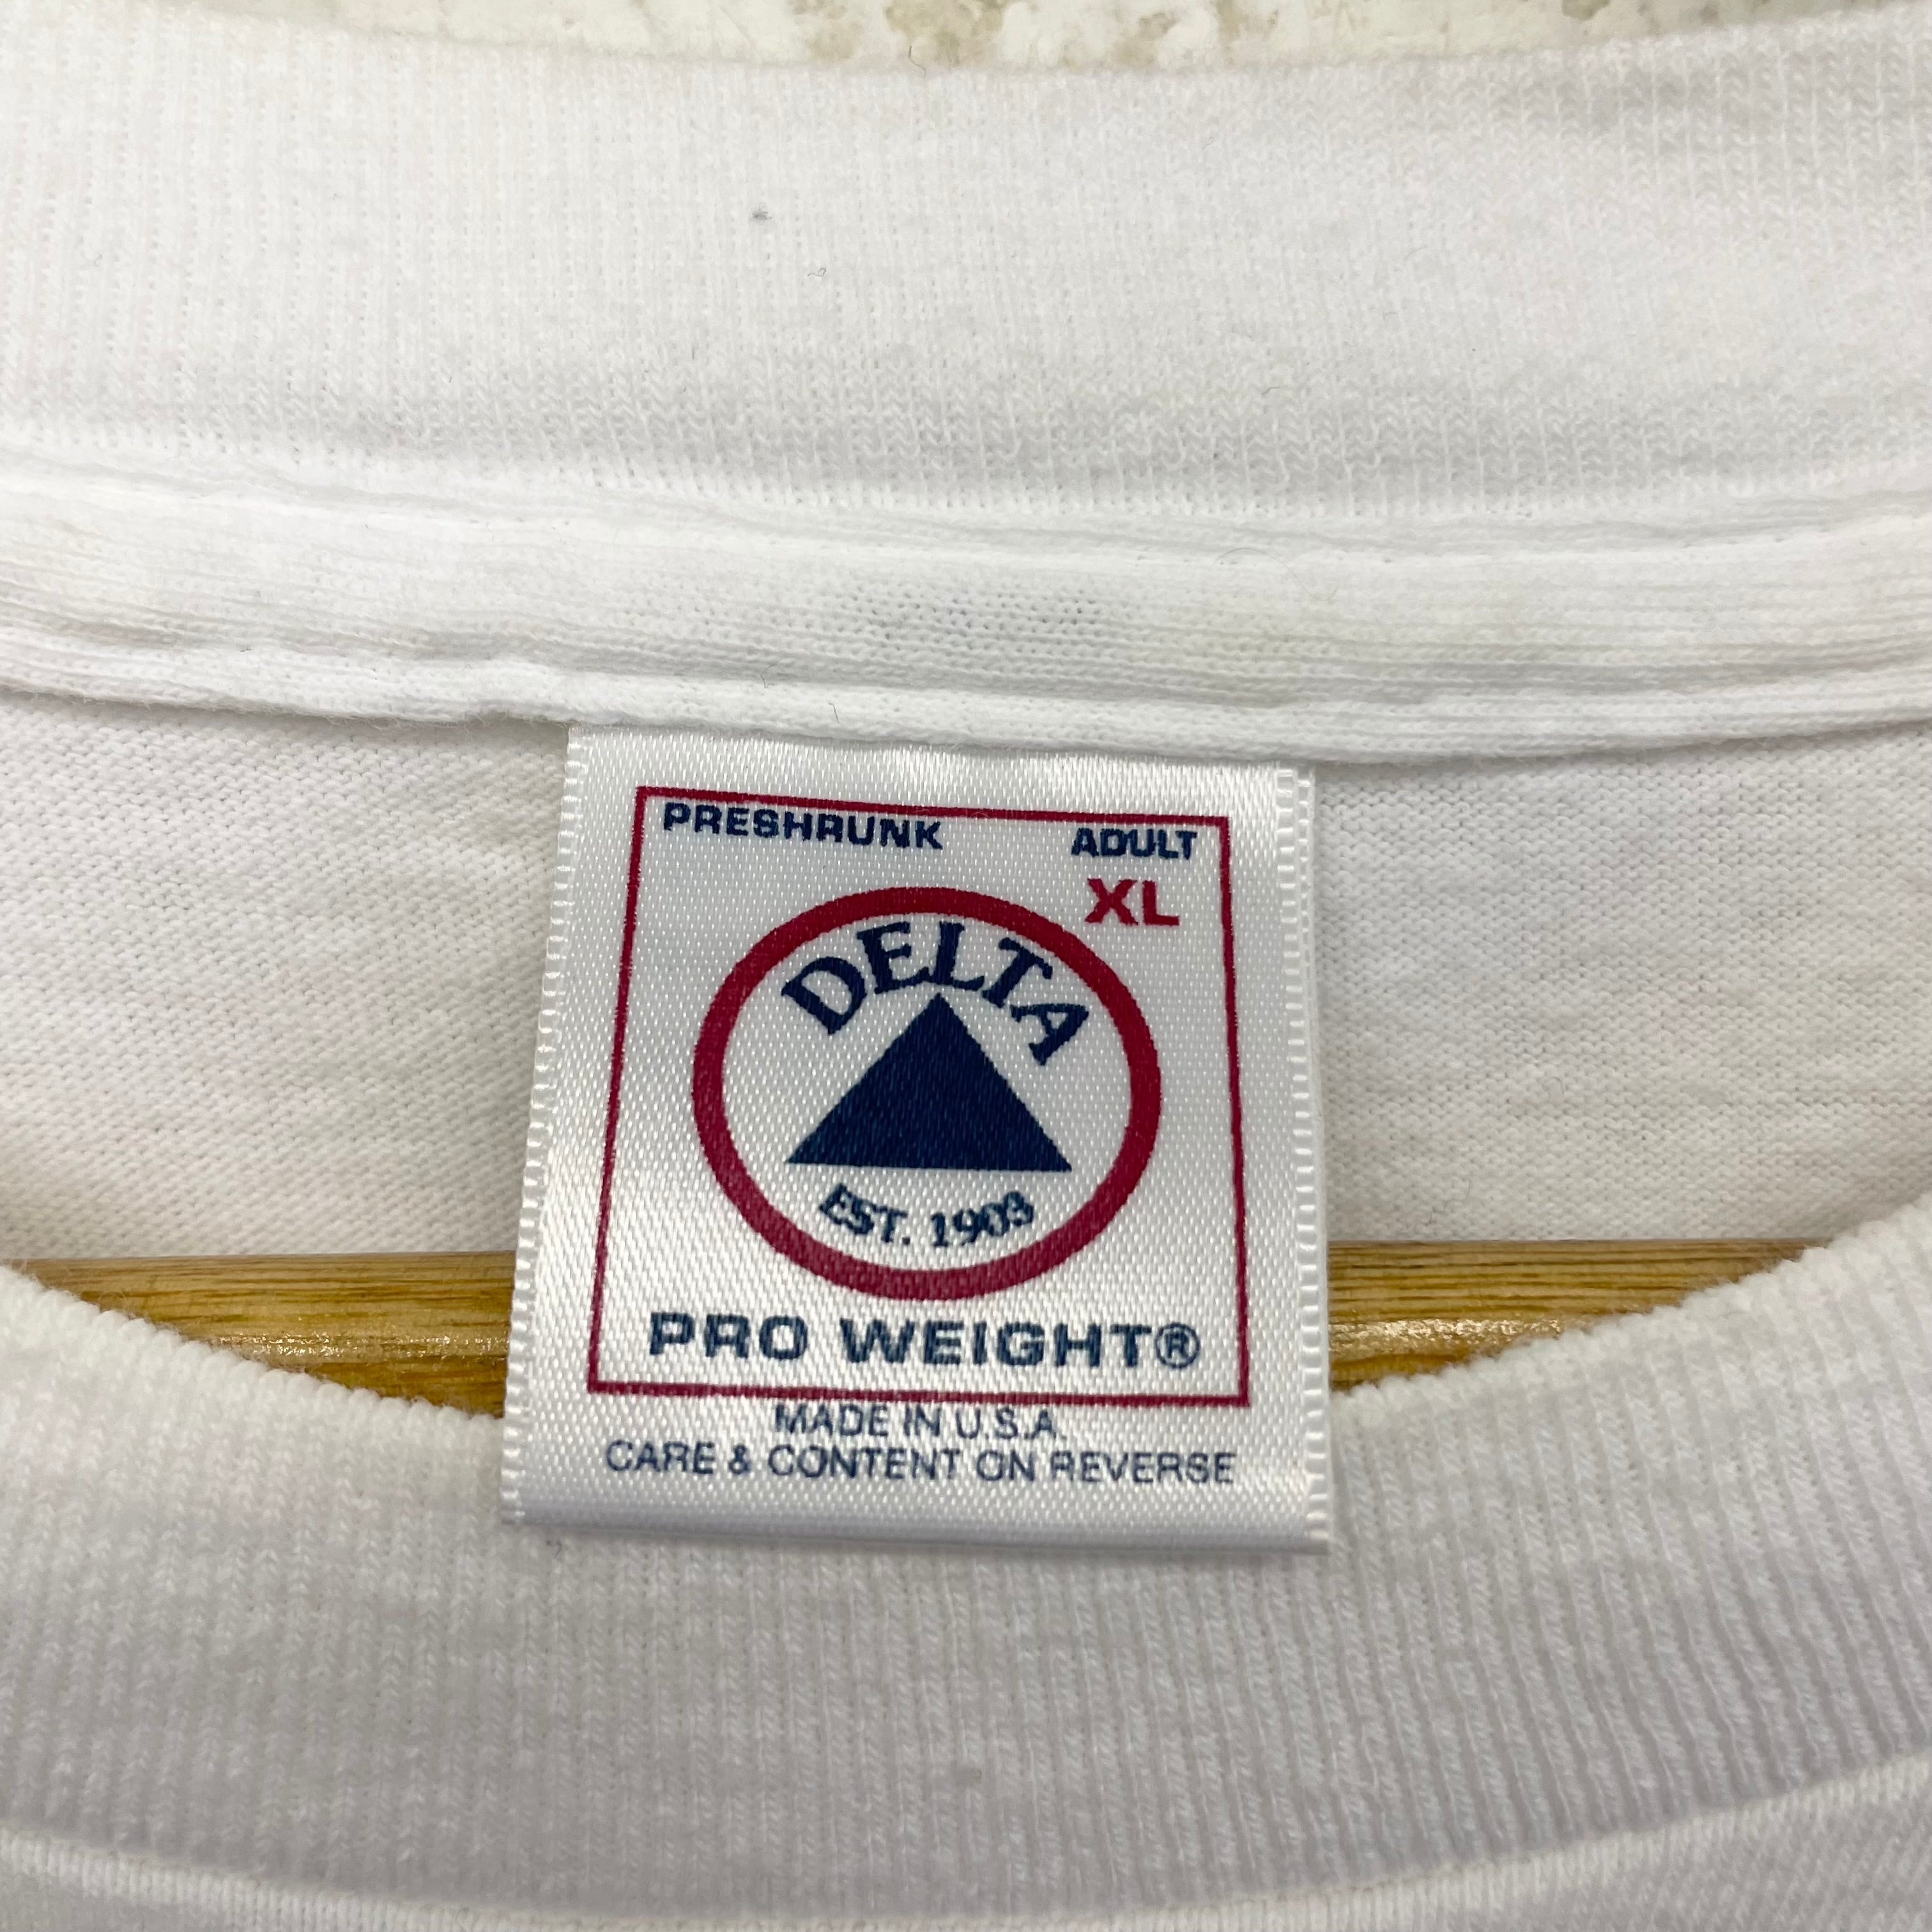 PRESHRUNK ADULT
XL
DELTA
EST. 1903
PRO WEIGHT®
MADE IN U.S.A.
CARE & CONTENT ON REVERSE